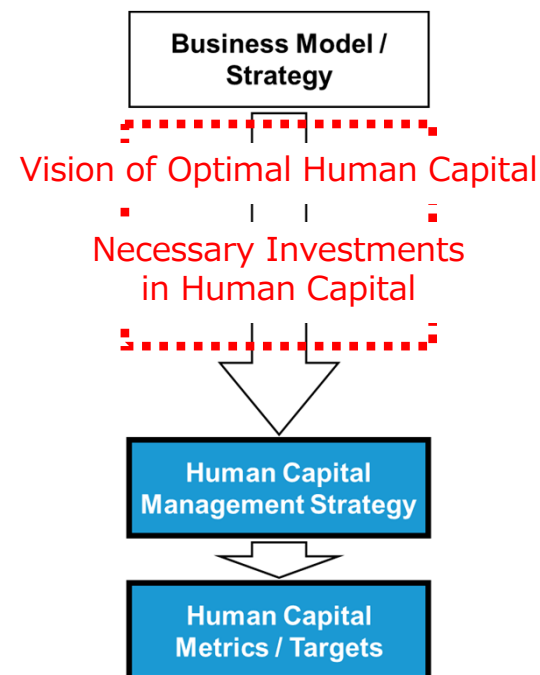 Business Model /
Strategy
Vision of Optimal Human Capital
Necessary Investments
in Human Capital
Human Capital
Management Strategy
Human Capital
Metrics / Targets